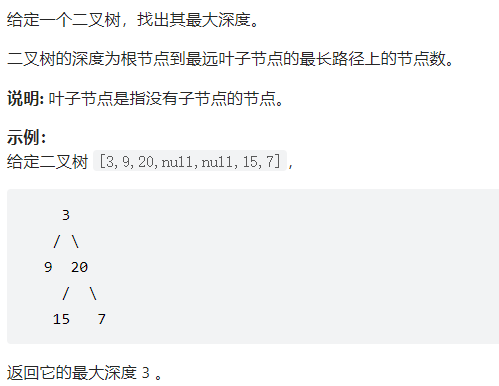 给定一个二叉树，找出其最大深度。
二叉树的深度为根节点到最远叶子节点的最长路径上的节点数。
说明: 叶子节点是指没有子节点的节点。
示例：
给定二叉树 [3,9,20,null,null,15,7]，
3
/ \
9  20
/  \
15   7
返回它的最大深度 3 。